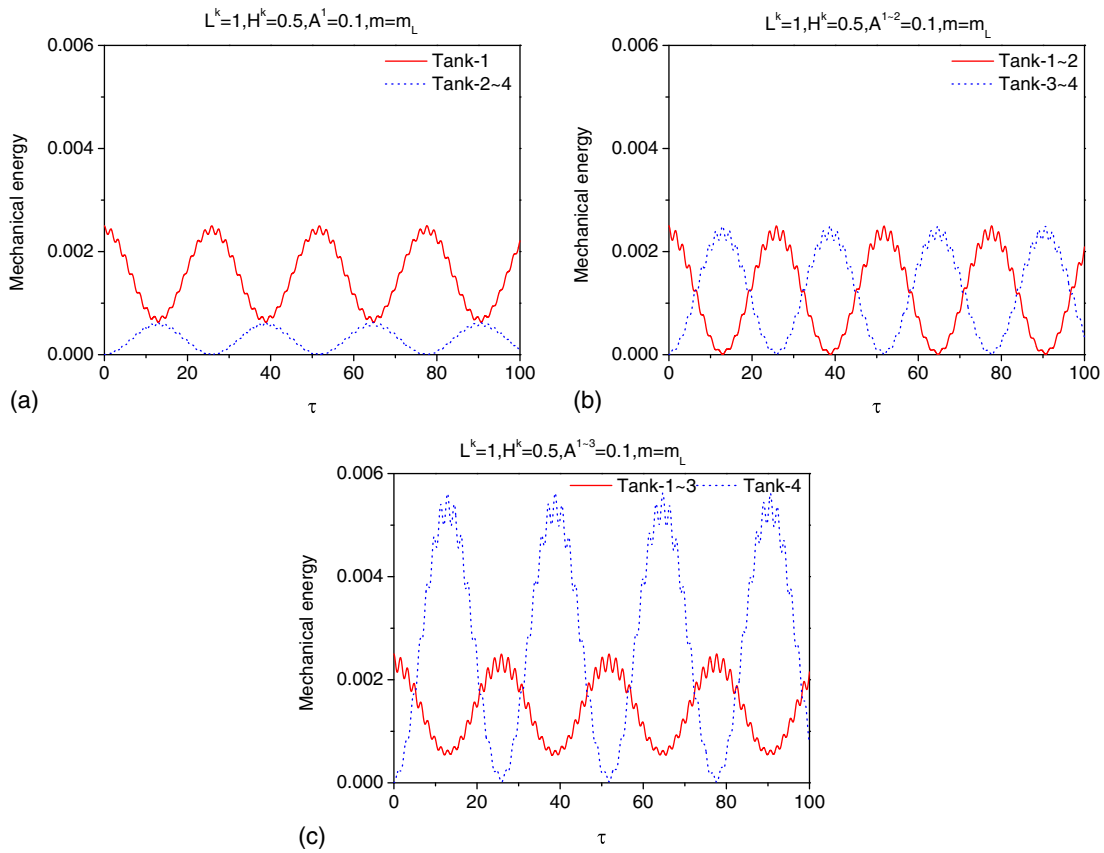 L^k=1,H^k=0.5,A^1=0.1,m=m_L
Tank-1
Tank-2~4
0.006
0.004
0.002
0.000
Mechanical energy
0 20 40 60 80 100
τ
(a)
L^k=1,H^k=0.5,A^1~2=0.1,m=m_L
Tank-1~2
Tank-3~4
0.006
0.004
0.002
0.000
Mechanical energy
0 20 40 60 80 100
τ
(b)
L^k=1,H^k=0.5,A^1~3=0.1,m=m_L
Tank-1~3 Tank-4
0.006
0.004
0.002
0.000
Mechanical energy
0 20 40 60 80 100
τ
(c)